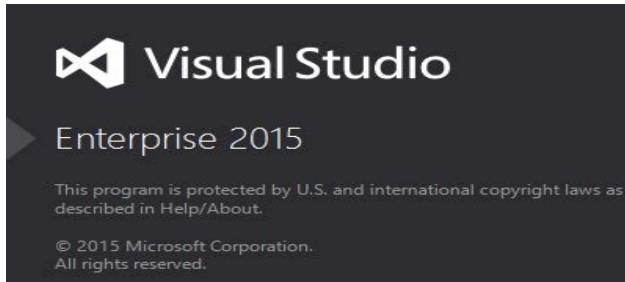 Visual Studio
Enterprise 2015
This program is protected by U.S. and international copyright laws as
described in Help/About.
© 2015 Microsoft Corporation.
All rights reserved.